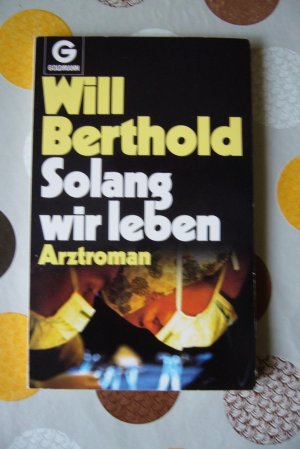 G
GOLDMANN
Will
Berthold
Solang
wir leben
Arztroman